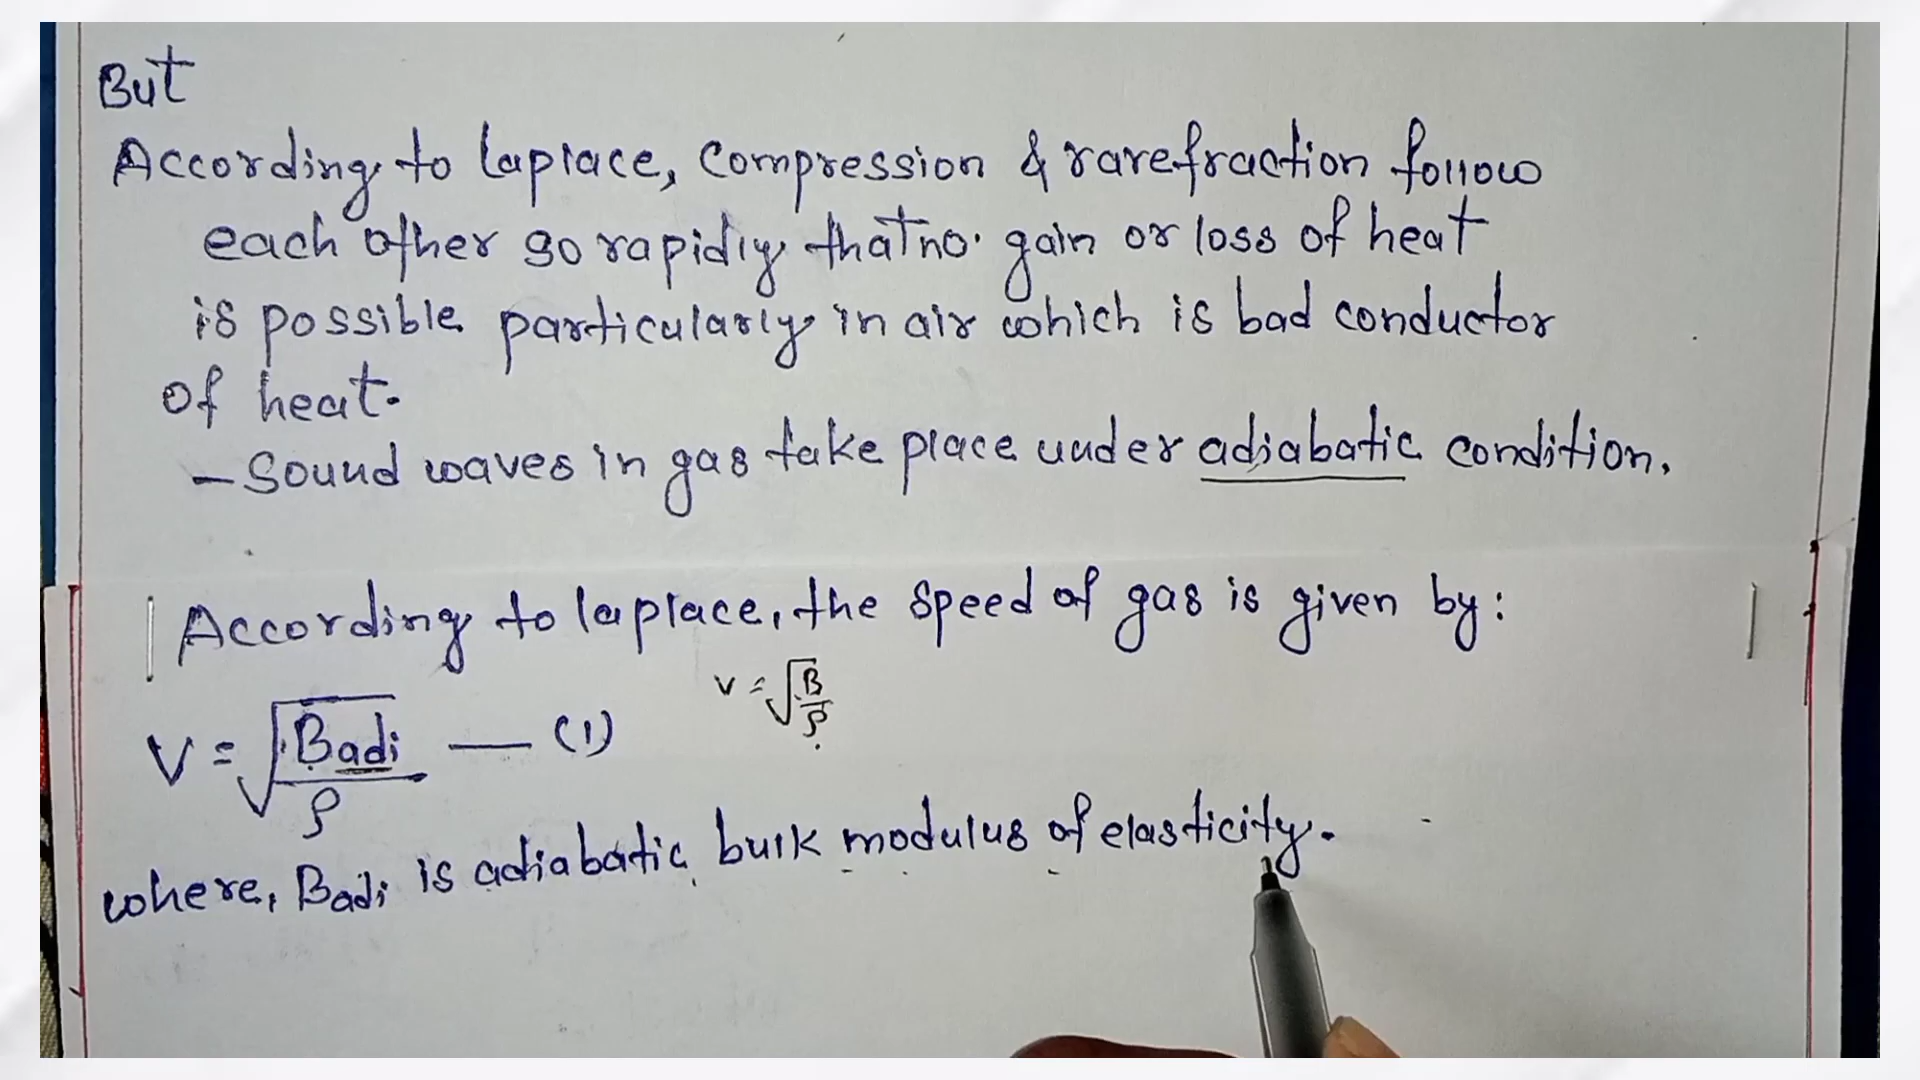 But
According to laplace, compression & rarefraction follow
each other so rapidly that no. gain or loss of heat
is possible particularly in air which is bad conductor
of heat.
- Sound waves in gas take place under adiabatic condition.
According to laplace, the speed of gas is given by:
V = √B/ρ
V = √Badi/ρ — (1)
where, Badi is adiabatic bulk modulus of elasticity.